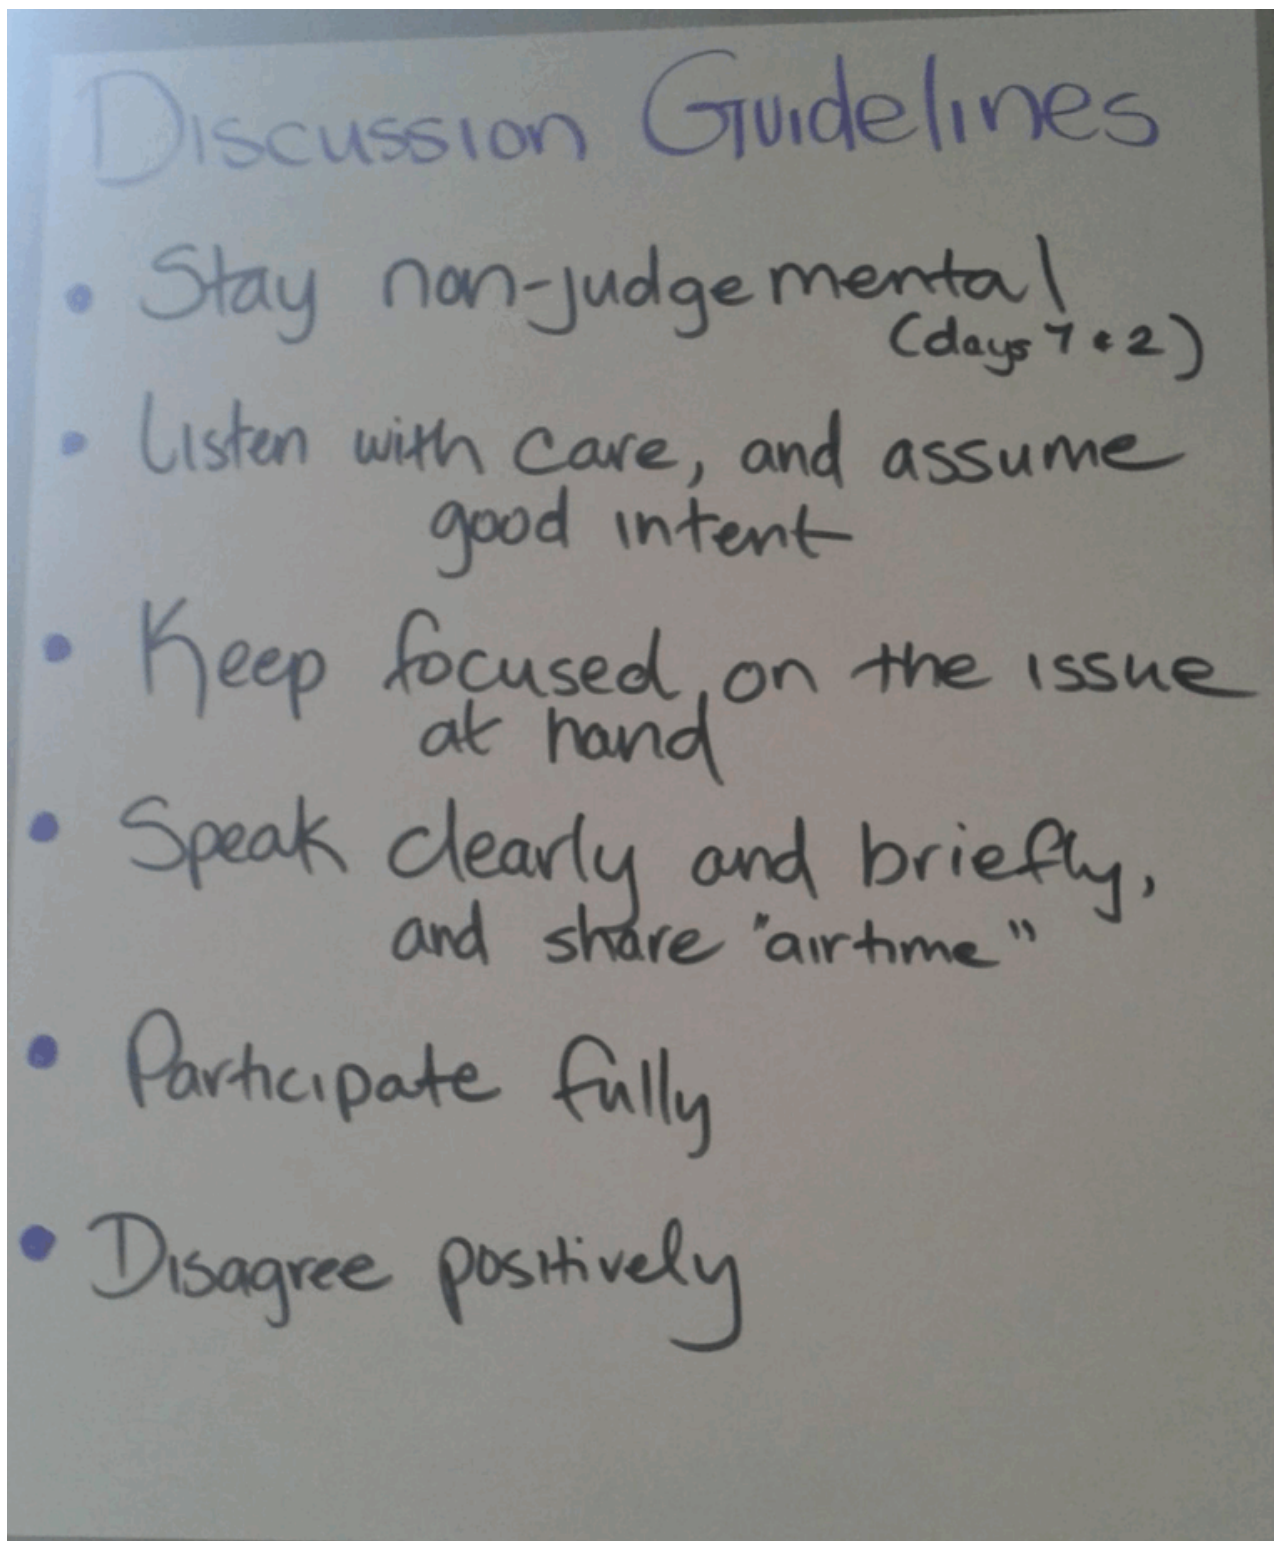 Discussion Guidelines
• Stay non-judgemental
(days 1 & 2)
• Listen with care, and assume
good intent
• Keep focused on the issue
at hand
• Speak clearly and briefly,
and share "airtime"
• Participate fully
• Disagree positively